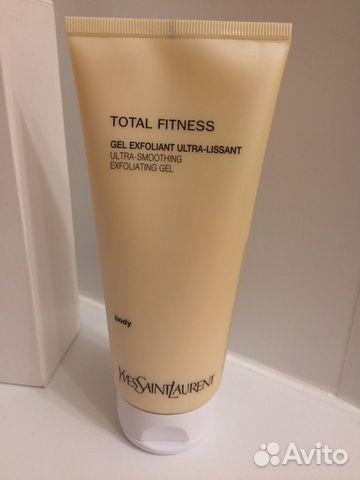 TOTAL FITNESS
GEL EXFOLIANT ULTRA-LISSANT
ULTRA-SMOOTHING
EXFOLIATING GEL
body
YVESSAINTLAURENT
Avito